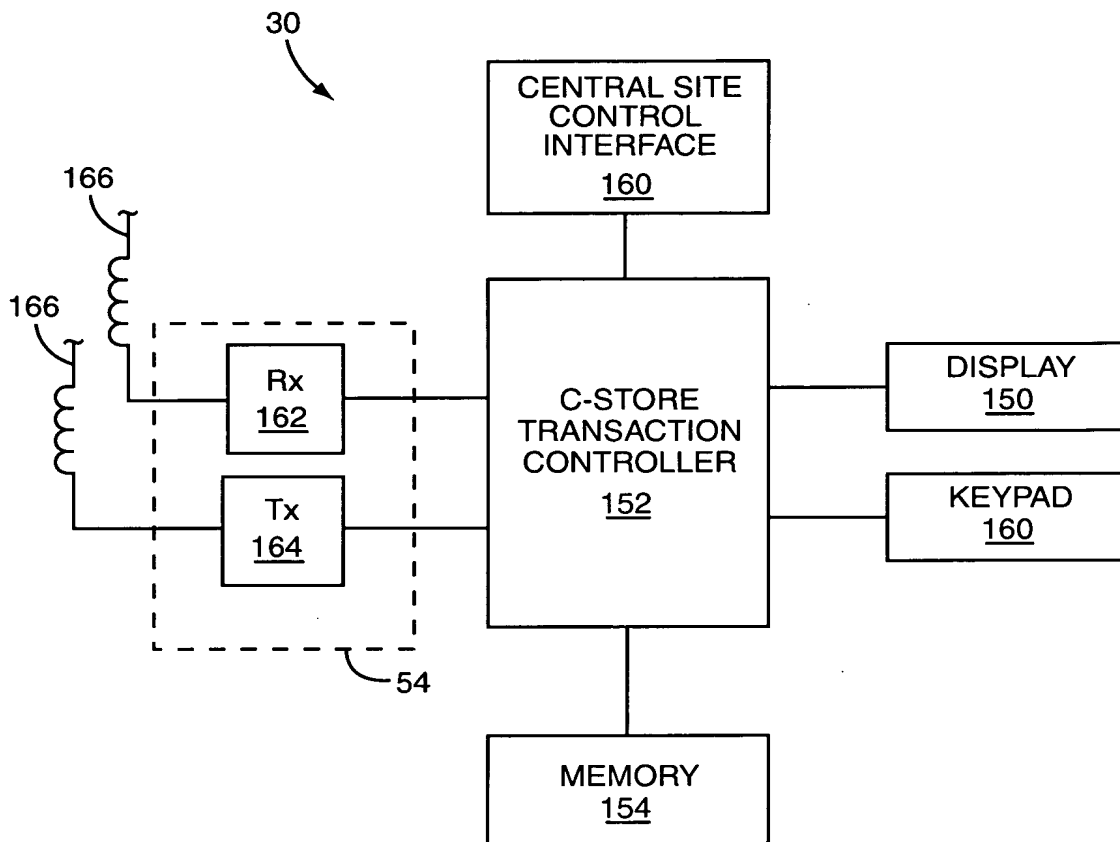 30
CENTRAL SITE
CONTROL
INTERFACE
160
166
166
Rx
162
Tx
164
54
C-STORE
TRANSACTION
CONTROLLER
152
DISPLAY
150
KEYPAD
160
MEMORY
154